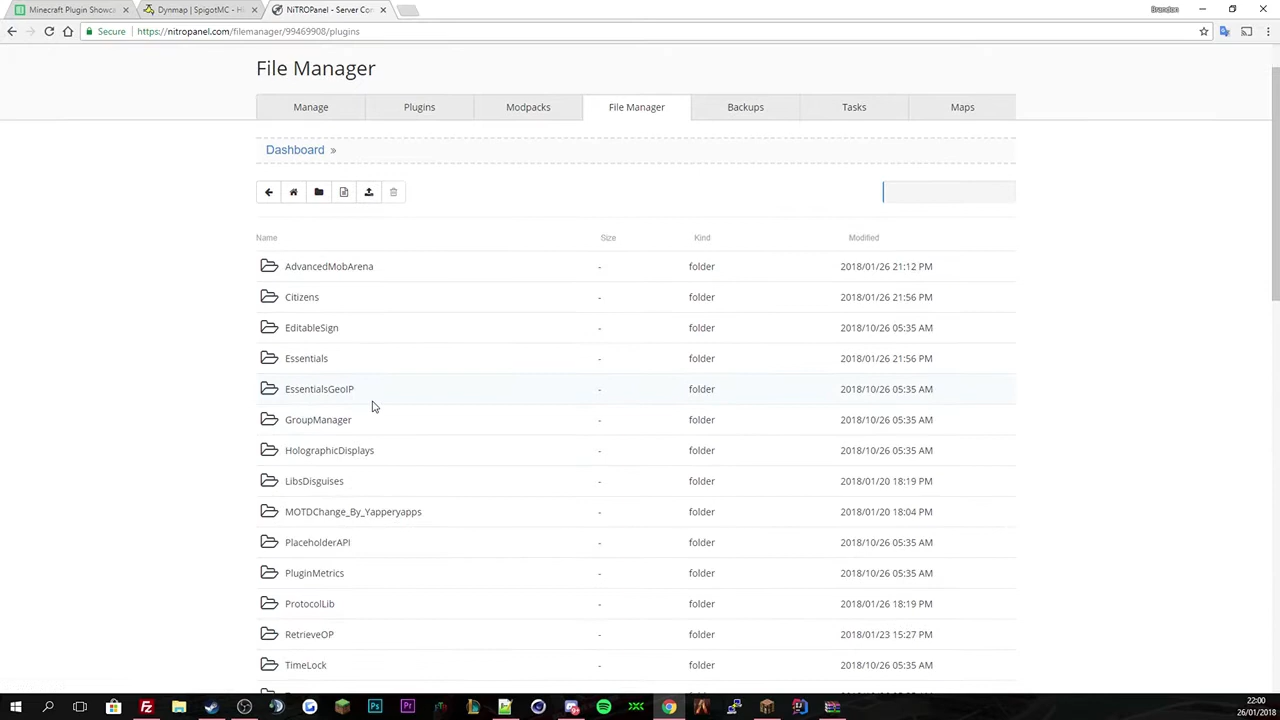 Minecraft Plugin Showca
Dynmap | SpigotMC - Hi
NiTROPanel - Server Con
Brandon
Secure
https://nitropanel.com/filemanager/99469908/plugins
File Manager
Manage
Plugins
Modpacks
File Manager
Backups
Tasks
Maps
Dashboard »
Name Size Kind Modified
AdvancedMobArena - folder 2018/01/26 21:12 PM
Citizens - folder 2018/01/26 21:56 PM
EditableSign - folder 2018/10/26 05:35 AM
Essentials - folder 2018/01/26 21:56 PM
EssentialsGeoIP - folder 2018/10/26 05:35 AM
GroupManager - folder 2018/10/26 05:35 AM
HolographicDisplays - folder 2018/10/26 05:35 AM
LibsDisguises - folder 2018/01/20 18:19 PM
MOTDChange_By_Yapperyapps - folder 2018/01/20 18:04 PM
PlaceholderAPI - folder 2018/10/26 05:35 AM
PluginMetrics - folder 2018/10/26 05:35 AM
ProtocolLib - folder 2018/01/26 18:19 PM
RetrieveOP - folder 2018/01/23 15:27 PM
TimeLock - folder 2018/10/26 05:35 AM
Fz
Ps
Pr
22:00
26/01/2018